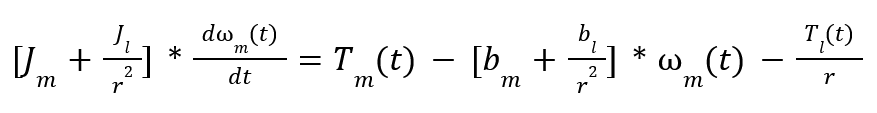 [J_m + J_l/r^2] * dω_m(t)/dt = T_m(t) − [b_m + b_l/r^2] * ω_m(t) − T_l(t)/r